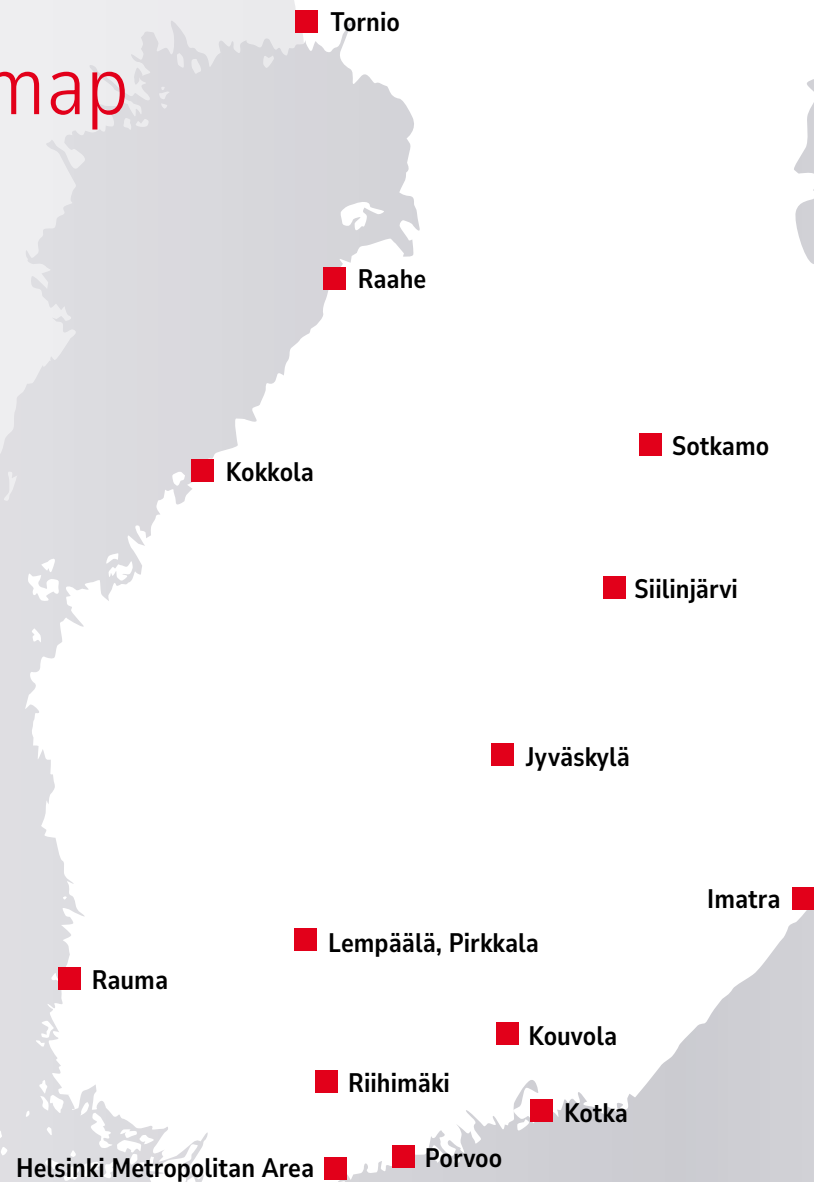 Tornio
map
Raahe
Sotkamo
Kokkola
Siilinjärvi
Jyväskylä
Imatra
Lempäälä, Pirkkala
Rauma
Kouvola
Riihimäki
Kotka
Porvoo
Helsinki Metropolitan Area